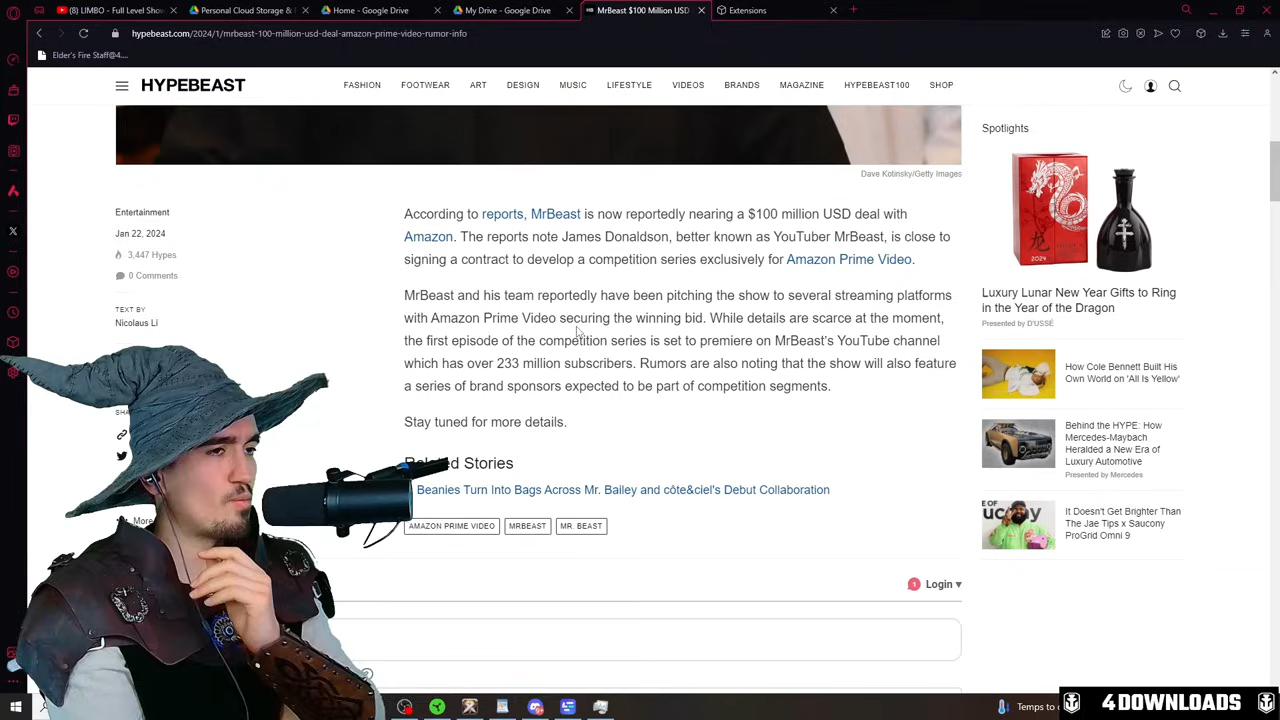 (8) LIMBO - Full Live Show
Personal Cloud Storage &
Home - Google Drive
My Drive - Google Drive
MrBeast $100 Million USD
Extensions
hypebeast.com/2024/1/mrbeast-100-million-usd-deal-amazon-prime-video-rumor-info
Elder's Fire Staff@4....
HYPEBEAST
FASHION FOOTWEAR ART DESIGN MUSIC LIFESTYLE VIDEOS BRANDS MAGAZINE HYPEBEAST100 SHOP
Dave Kotinsky/Getty Images
Entertainment
Jan 22, 2024
3,447 Hypes
0 Comments
TEXT BY
Nicolaus Li
SHA
More
According to reports, MrBeast is now reportedly nearing a $100 million USD deal with
Amazon. The reports note James Donaldson, better known as YouTuber MrBeast, is close to
signing a contract to develop a competition series exclusively for Amazon Prime Video.
MrBeast and his team reportedly have been pitching the show to several streaming platforms
with Amazon Prime Video securing the winning bid. While details are scarce at the moment,
the first episode of the competition series is set to premiere on MrBeast's YouTube channel
which has over 233 million subscribers. Rumors are also noting that the show will also feature
a series of brand sponsors expected to be part of competition segments.
Stay tuned for more details.
Related Stories
Beanies Turn Into Bags Across Mr. Bailey and côte&ciel's Debut Collaboration
AMAZON PRIME VIDEO MRBEAST MR. BEAST
1 Login
Spotlights
2024
Luxury Lunar New Year Gifts to Ring
in the Year of the Dragon
Presented by D'USSÉ
How Cole Bennett Built His
Own World on 'All Is Yellow'
Behind the HYPE: How
Mercedes-Maybach
Heralded a New Era of
Luxury Automotive
Presented by Mercedes
It Doesn't Get Brighter Than
The Jae Tips x Saucony
ProGrid Omni 9
Temps to
4 DOWNLOADS